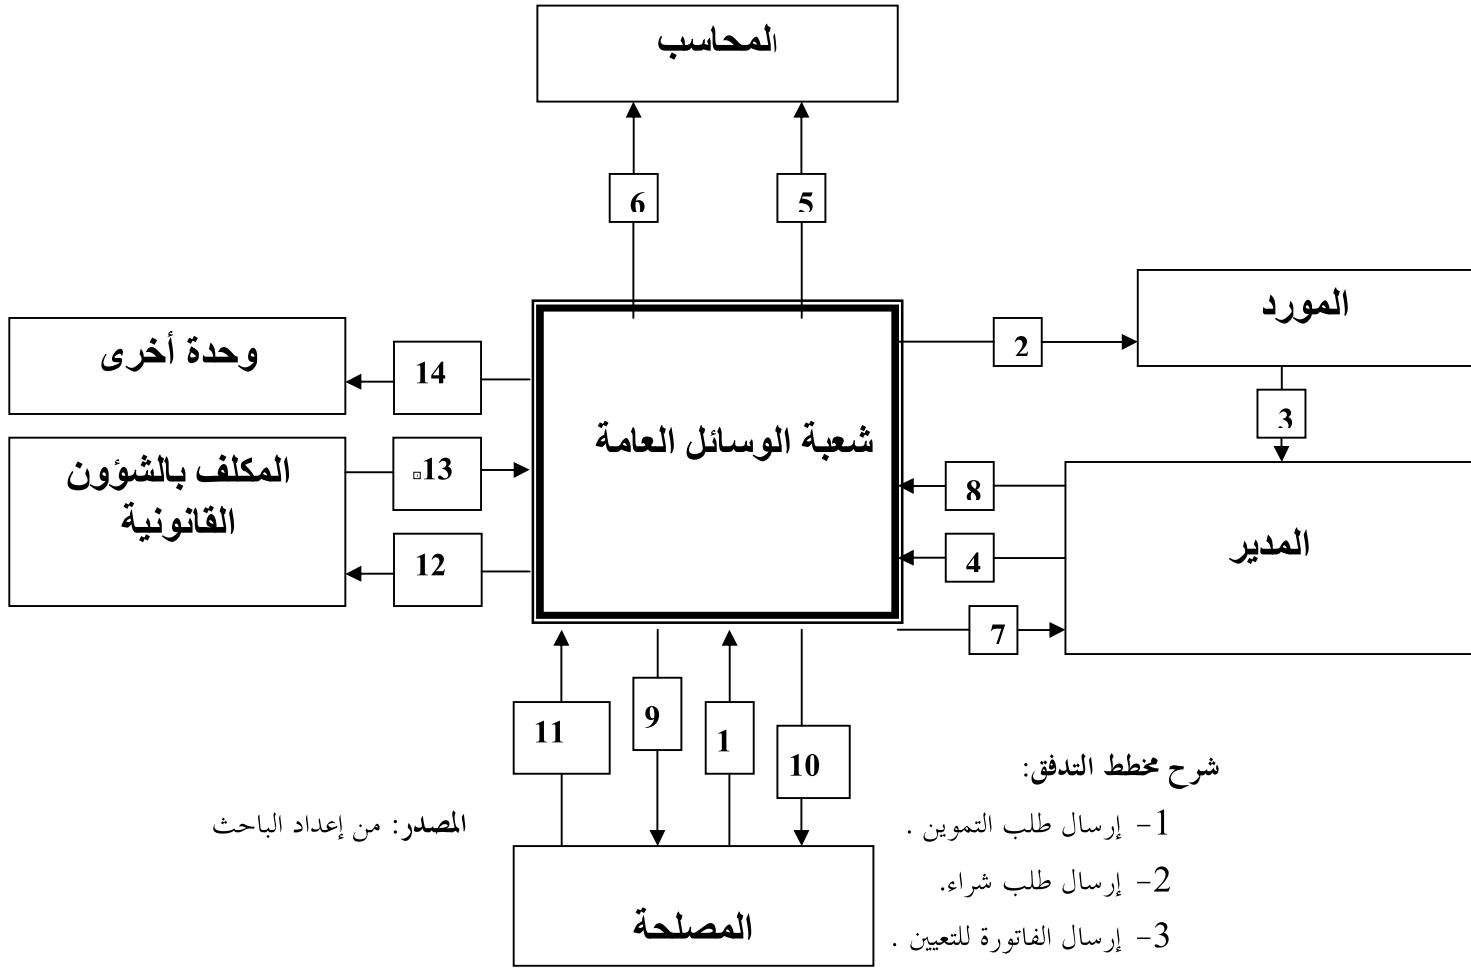 المحاسب
6
5
المورد
2
وحدة أخرى
14
3
شعبة الوسائل العامة
المكلف بالشؤون
القانونية
13
8
المدير
4
12
7
9
11
1
10
شرح مخطط التدفق:
1- إرسال طلب التموين .
المصدر: من إعداد الباحث
2- إرسال طلب شراء.
المصلحة
3- إرسال الفاتورة للتعيين .